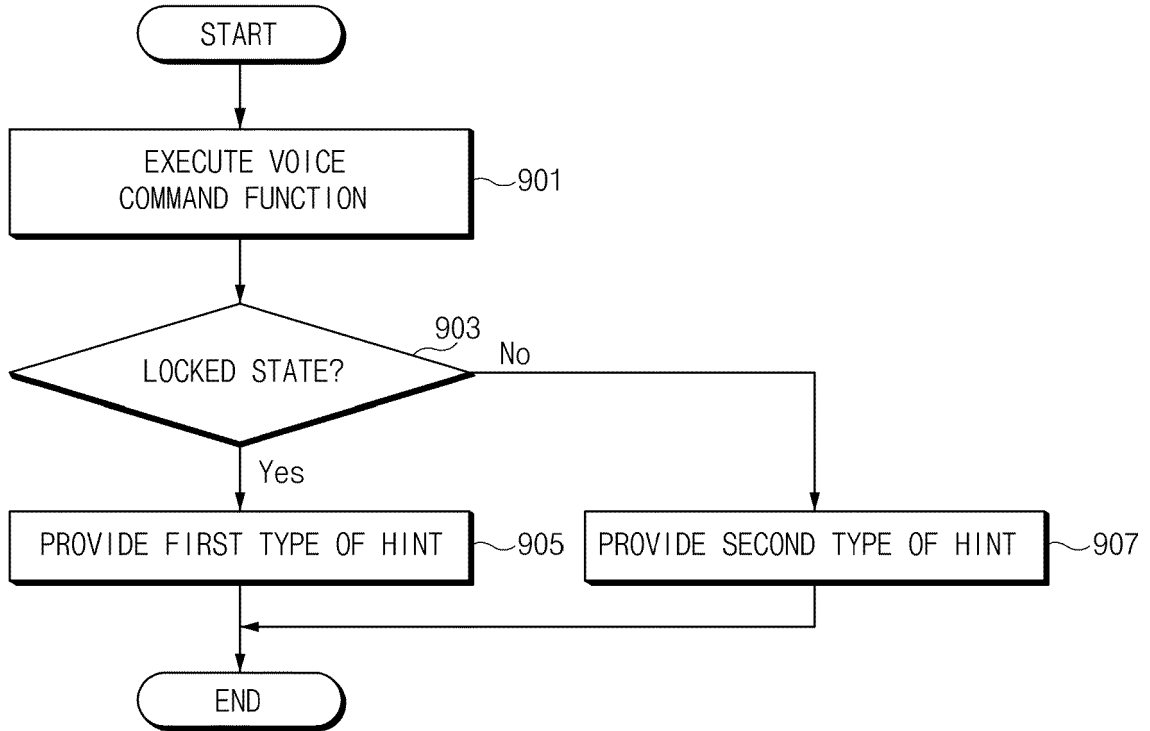 START
EXECUTE VOICE
COMMAND FUNCTION
901
903
LOCKED STATE?
No
Yes
PROVIDE FIRST TYPE OF HINT
905
PROVIDE SECOND TYPE OF HINT
907
END